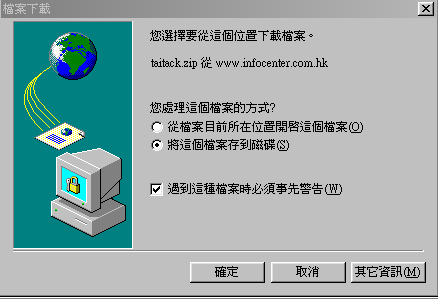 檔案下載
您選擇要從這個位置下載檔案。
taitack.zip 從 www.infocenter.com.hk
您處理這個檔案的方式?
從檔案目前所在位置開啓這個檔案(O)
將這個檔案存到磁碟(S)
遇到這種檔案時必須事先警告(W)
確定
取消
其它資訊(M)